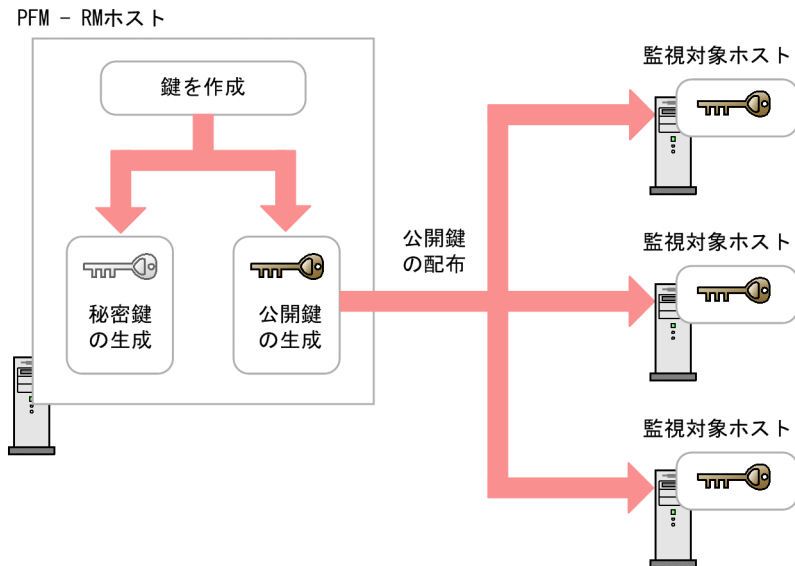 PFM - RMホスト
鍵を作成
秘密鍵
の生成
公開鍵
の生成
公開鍵
の配布
監視対象ホスト
監視対象ホスト
監視対象ホスト